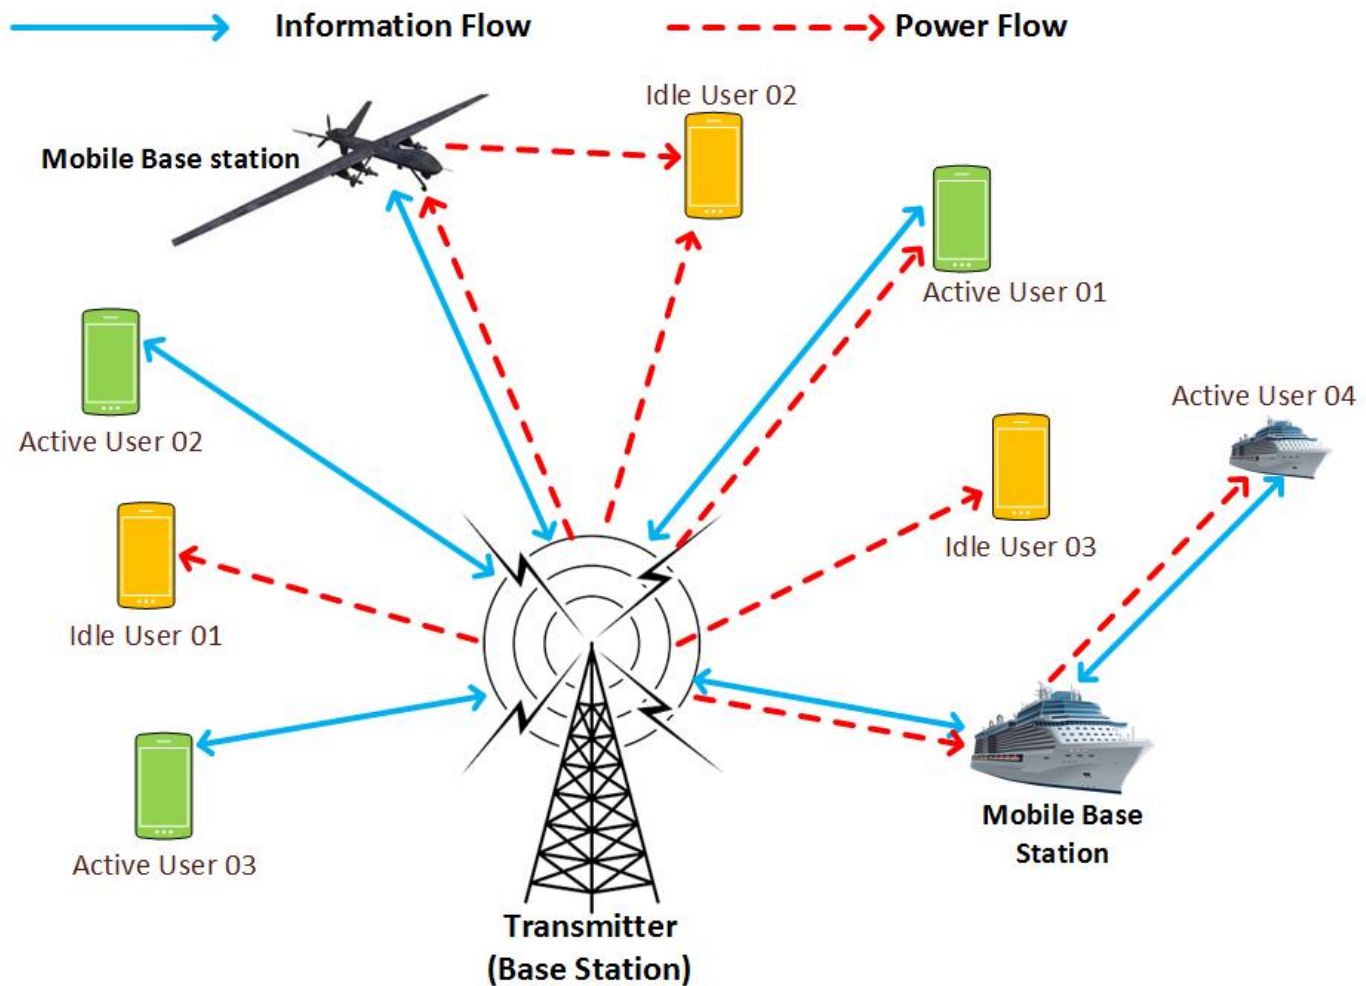 Information Flow
Power Flow
Idle User 02
Mobile Base station
Active User 01
Active User 04
Active User 02
Idle User 03
Idle User 01
Mobile Base
Station
Active User 03
Transmitter
(Base Station)